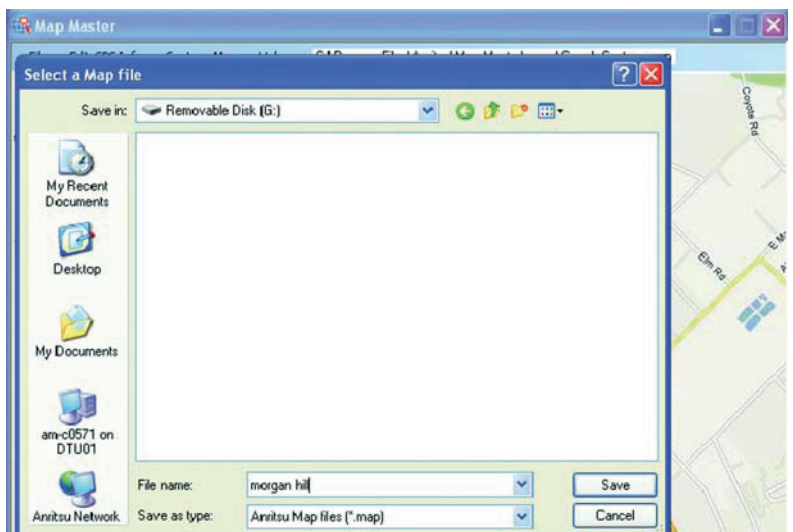 Map Master
Select a Map file
Save in:
Removable Disk (G:)
My Recent
Documents
Desktop
My Documents
am-c0571 on
DTU01
Anritsu Network
File name:
morgan hill
Save
Save as type:
Anritsu Map files (*.map)
Cancel
Coyote Rd
Elm Rd